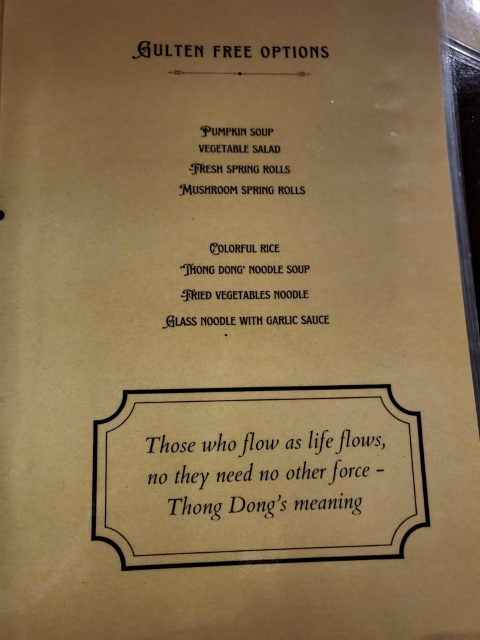 GULTEN FREE OPTIONS
PUMPKIN SOUP
VEGETABLE SALAD
FRESH SPRING ROLLS
MUSHROOM SPRING ROLLS
COLORFUL RICE
'THONG DONG' NOODLE SOUP
FRIED VEGETABLES NOODLE
GLASS NOODLE WITH GARLIC SAUCE
Those who flow as life flows,
no they need no other force –
Thong Dong's meaning